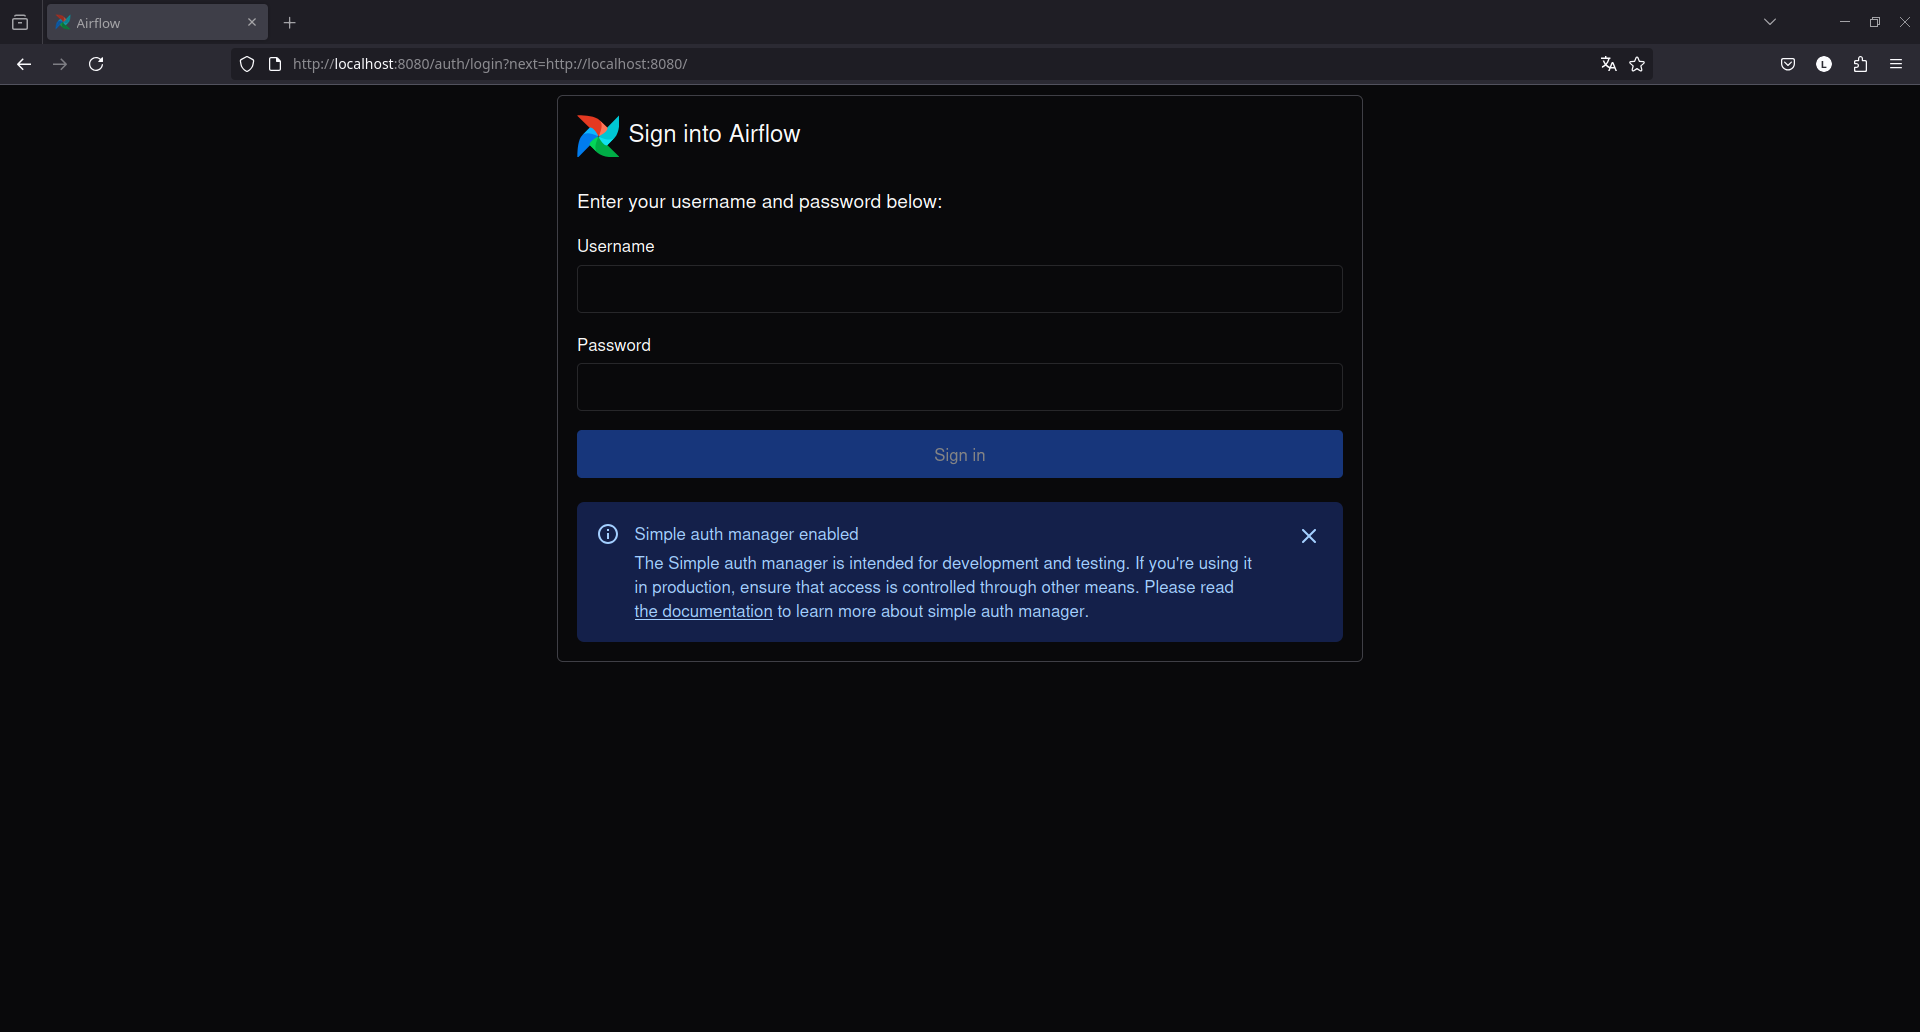 Airflow
http://localhost:8080/auth/login?next=http://localhost:8080/
L
Sign into Airflow
Enter your username and password below:
Username
Password
Sign in
Simple auth manager enabled
The Simple auth manager is intended for development and testing. If you're using it
in production, ensure that access is controlled through other means. Please read
the documentation to learn more about simple auth manager.